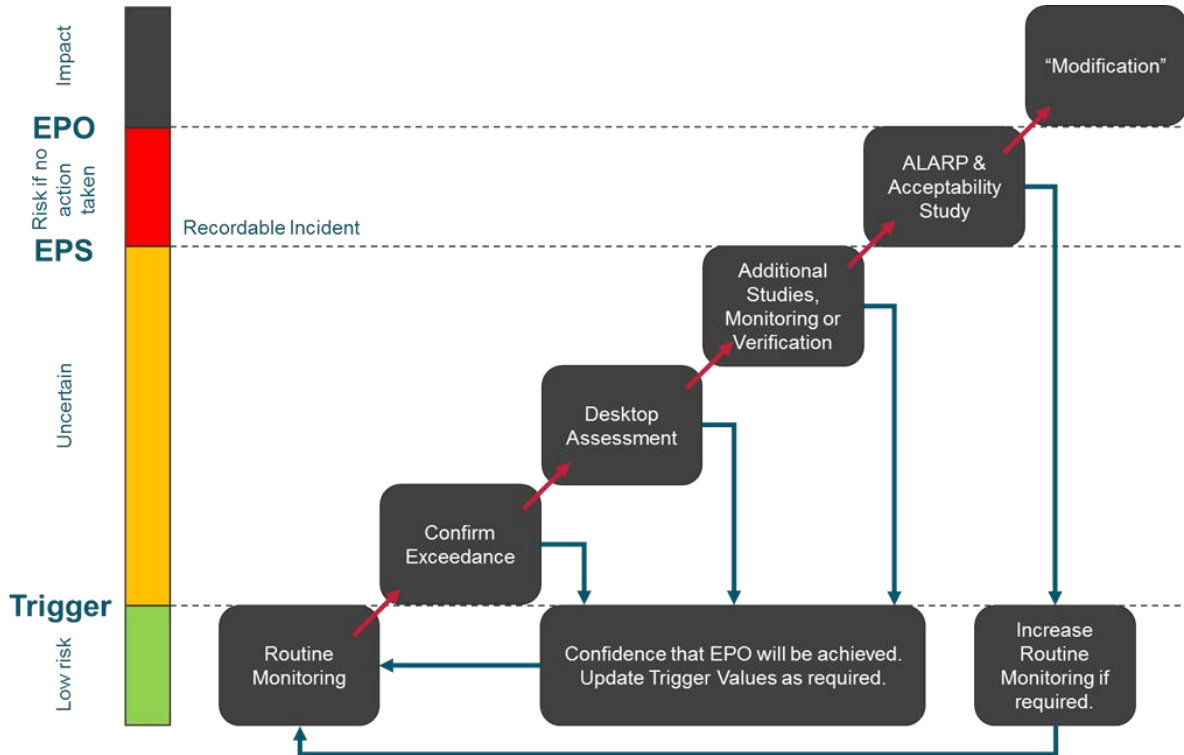 Impact
EPO
Risk if no
action
taken
Recordable Incident
EPS
Uncertain
Trigger
Low risk
“Modification”
ALARP &
Acceptability
Study
Additional
Studies,
Monitoring or
Verification
Desktop
Assessment
Confirm
Exceedance
Routine
Monitoring
Confidence that EPO will be achieved.
Update Trigger Values as required.
Increase
Routine
Monitoring if
required.